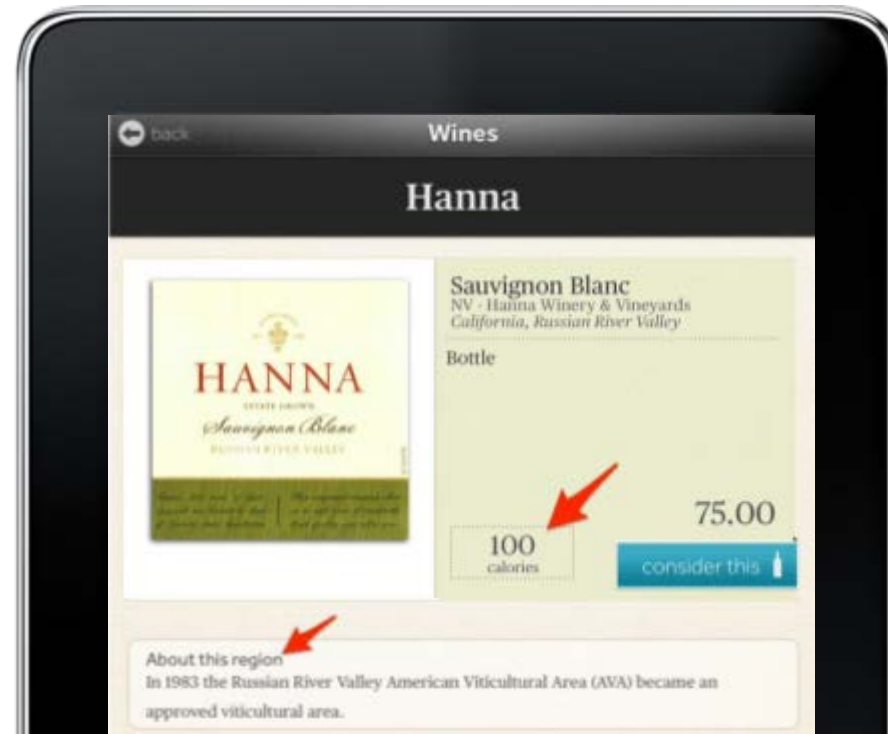 back
Wines
Hanna
HANNA
ESTATE GROWN
Sauvignon Blanc
RUSSIAN RIVER VALLEY
Sauvignon Blanc
NV - Hanna Winery & Vineyards
California, Russian River Valley
Bottle
75.00
100
calories
consider this
About this region
In 1983 the Russian River Valley American Viticultural Area (AVA) became an
approved viticultural area.